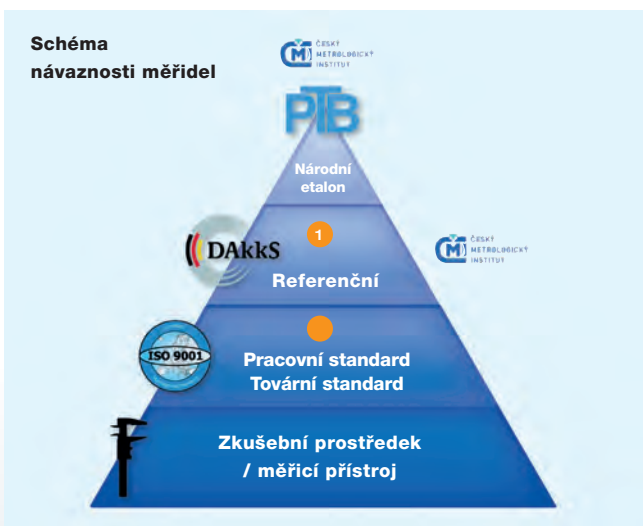 Schéma
návaznosti měřidel
ČESKÝ
METROLOGICKÝ
INSTITUT
PTB
Národní
etalon
1
DAkkS
ČESKÝ
METROLOGICKÝ
INSTITUT
Referenční
ISO 9001
Pracovní standard
Tovární standard
Zkušební prostředek
/ měřicí přístroj